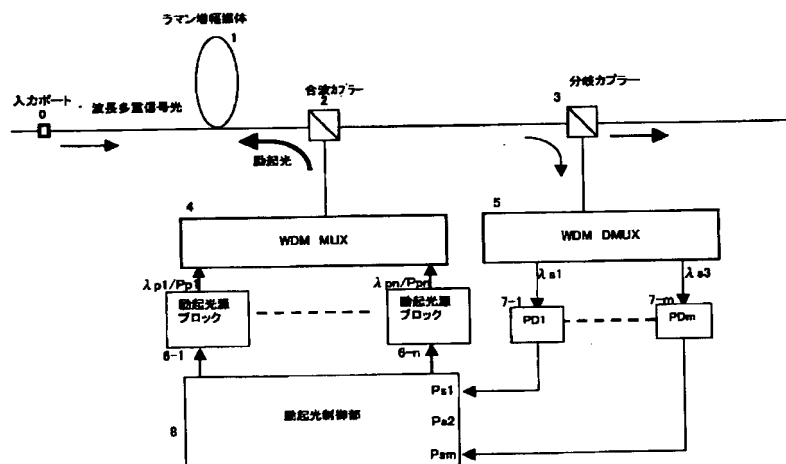 ラマン増幅媒体
1
入力ポート
0
波長多重信号光
合波カプラー
2
分岐カプラー
3
励起光
4
WDM MUX
5
WDM DMUX
λp1/Pp1
λpn/Ppn
λs1
λs3
励起光源
ブロック
励起光源
ブロック
7-1
PD1
7-m
PDm
6-1
6-n
励起光制御部
8
Ps1
Ps2
Psm